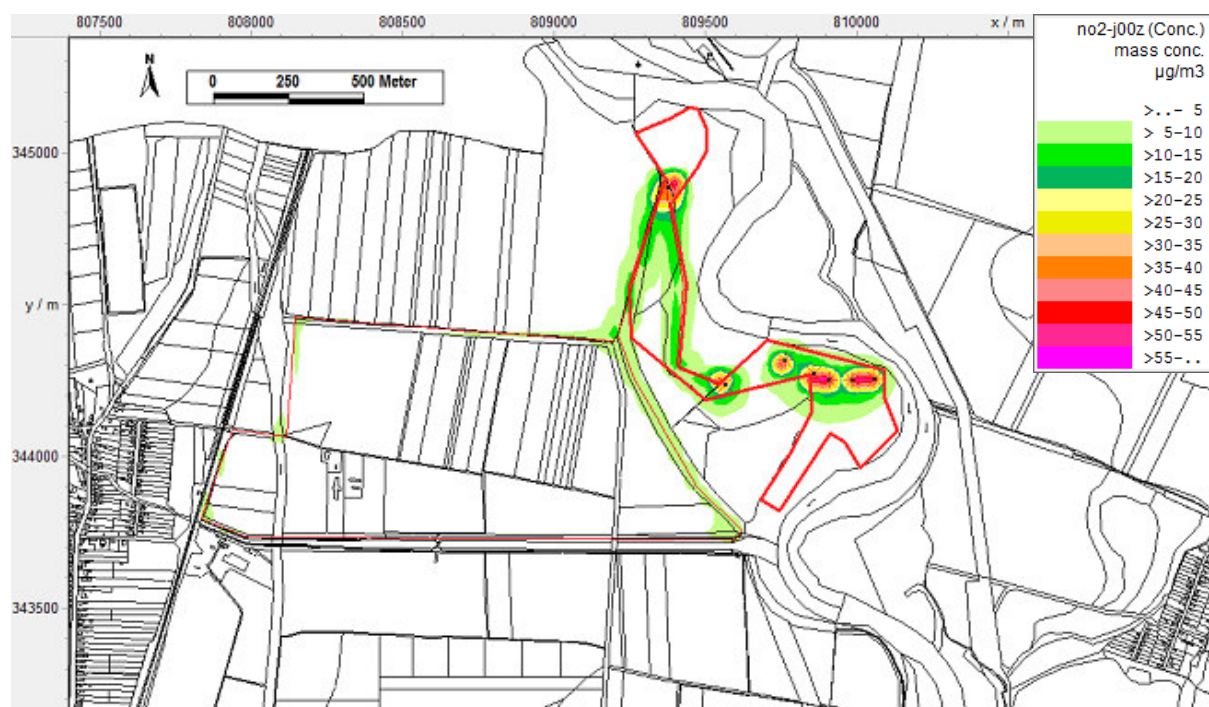 807500 808000 808500 809000 809500 810000 x / m
no2-j00z (Conc.)
mass conc.
µg/m3
>..- 5
> 5-10
>10-15
>15-20
>20-25
>25-30
>30-35
>35-40
>40-45
>45-50
>50-55
>55-..
N
0 250 500 Meter
345000
y / m
344000
343500